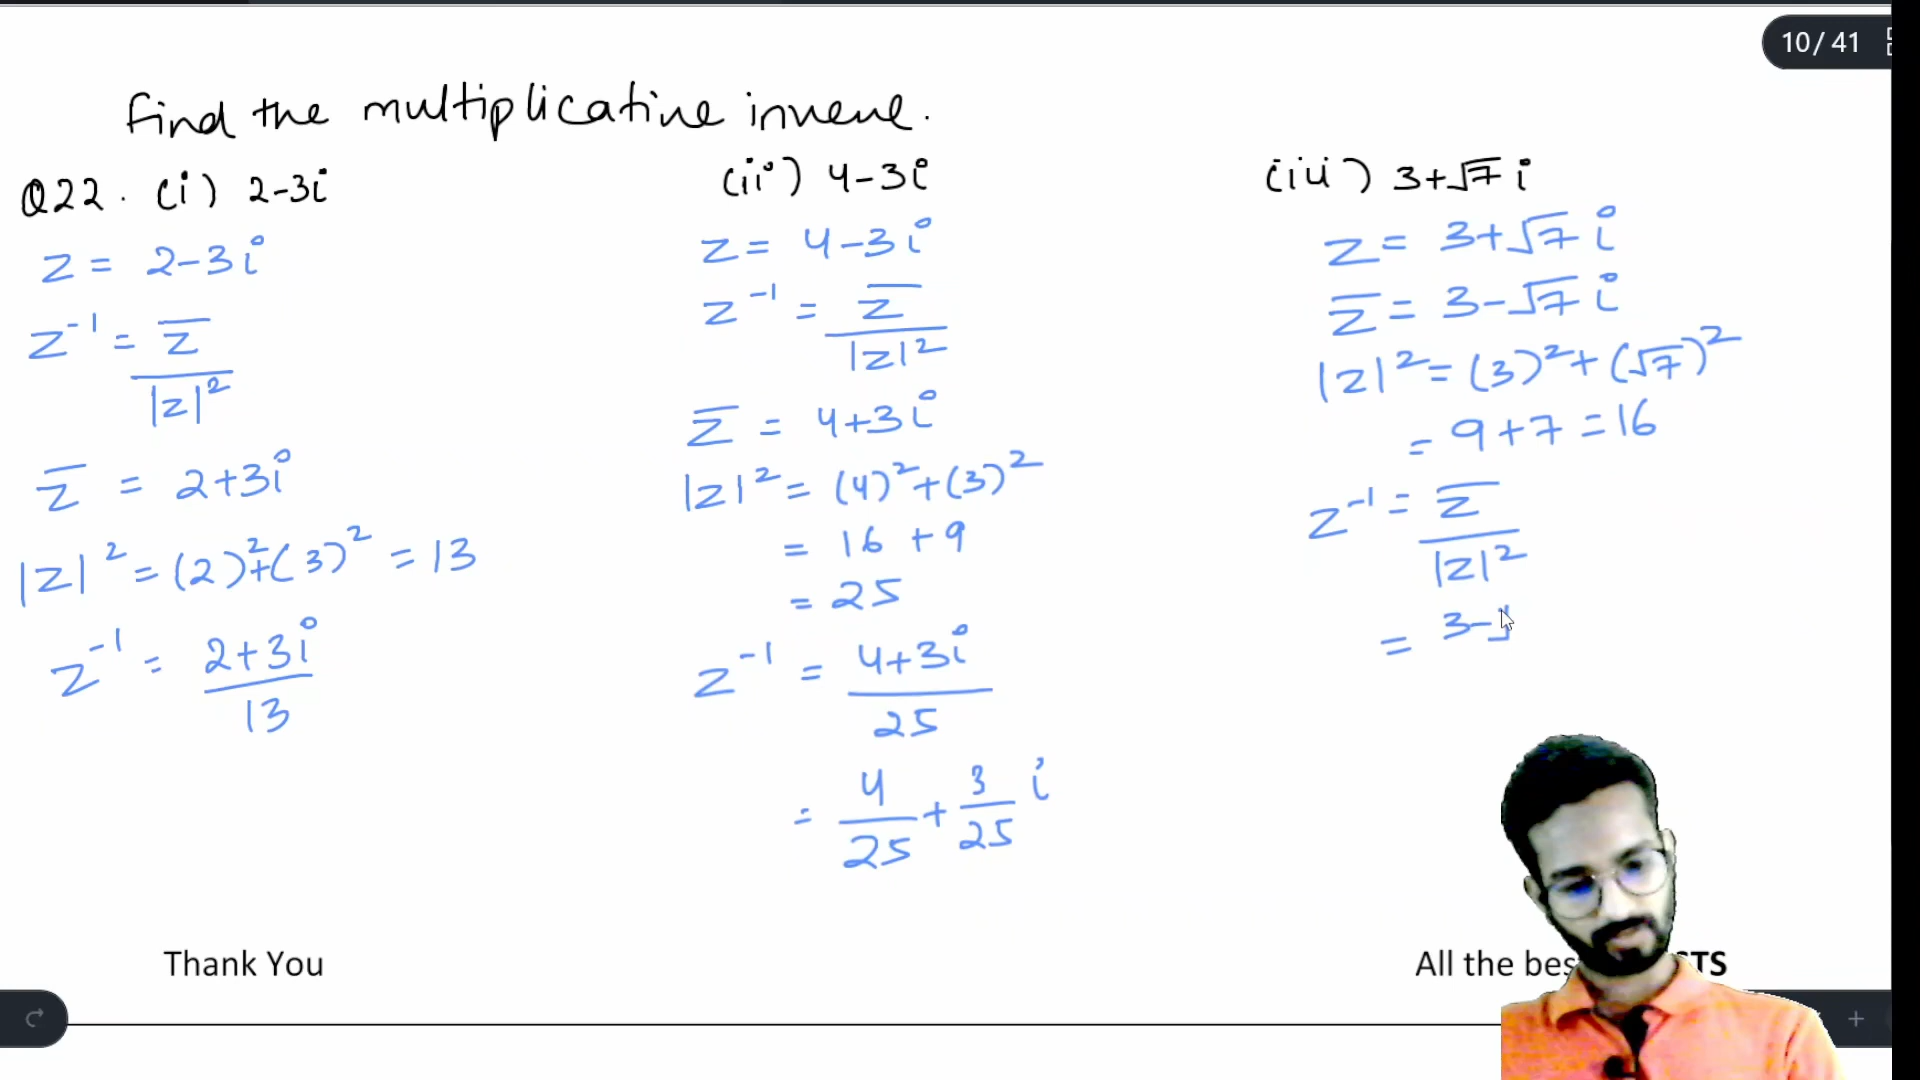 10 / 41
Find the multiplicative inverse.
Q22. (i) 2-3i
z = 2-3i
z⁻¹ = z̅ / |z|²
z̅ = 2+3i
|z|² = (2)²+(3)² = 13
z⁻¹ = 2+3i / 13
(ii) 4-3i
z = 4-3i
z⁻¹ = z̅ / |z|²
z̅ = 4+3i
|z|² = (4)²+(3)²
= 16 + 9
= 25
z⁻¹ = 4+3i / 25
= 4/25 + 3/25 i
(iii) 3+√7 i
z = 3+√7 i
z̅ = 3-√7 i
|z|² = (3)²+(√7)²
= 9+7 = 16
z⁻¹ = z̅ / |z|²
= 3-√
Thank You
All the bes
TS